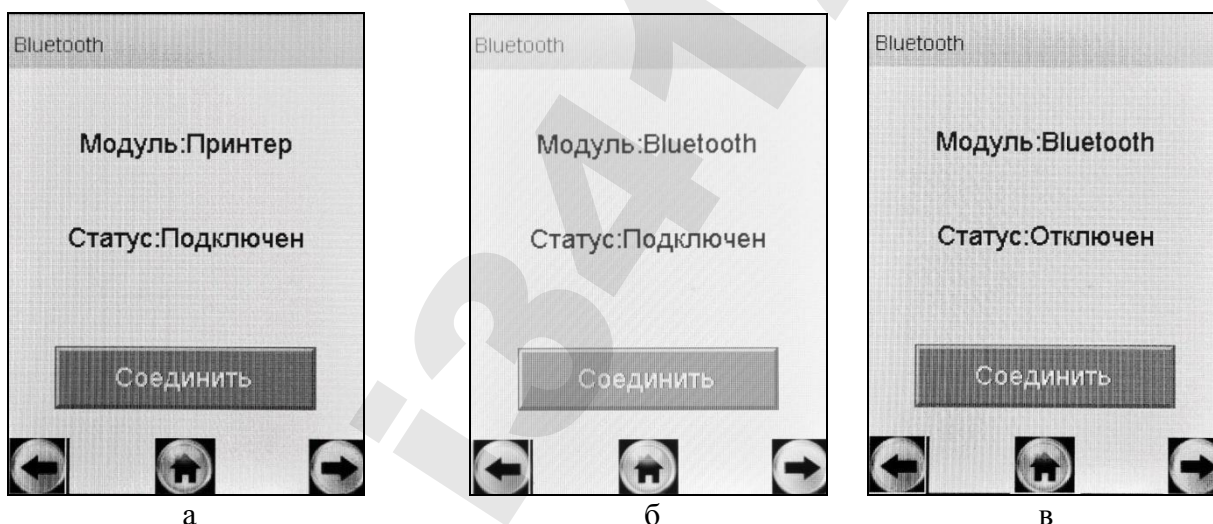 Bluetooth
Модуль:Принтер
Статус:Подключен
Соединить
а
Bluetooth
Модуль:Bluetooth
Статус:Подключен
Соединить
б
Bluetooth
Модуль:Bluetooth
Статус:Отключен
Соединить
в